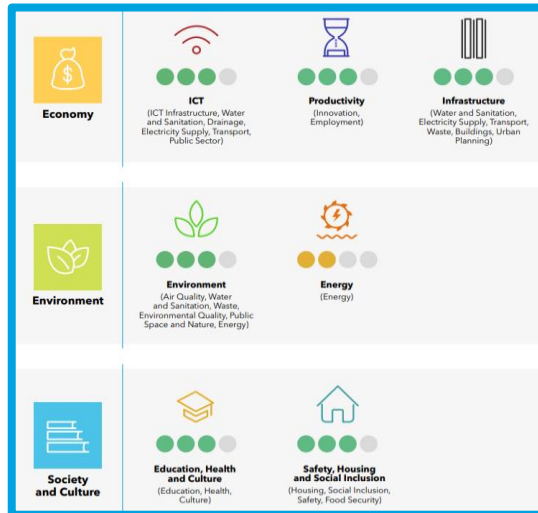 Economy
ICT
(ICT Infrastructure, Water
and Sanitation, Drainage,
Electricity Supply, Transport,
Public Sector)
Productivity
(Innovation,
Employment)
Infrastructure
(Water and Sanitation,
Electricity Supply, Transport,
Waste, Buildings, Urban
Planning)
Environment
Environment
(Air Quality, Water
and Sanitation, Waste,
Environmental Quality, Public
Space and Nature, Energy)
Energy
(Energy)
Society
and Culture
Education, Health
and Culture
(Education, Health,
Culture)
Safety, Housing
and Social Inclusion
(Housing, Social Inclusion,
Safety, Food Security)